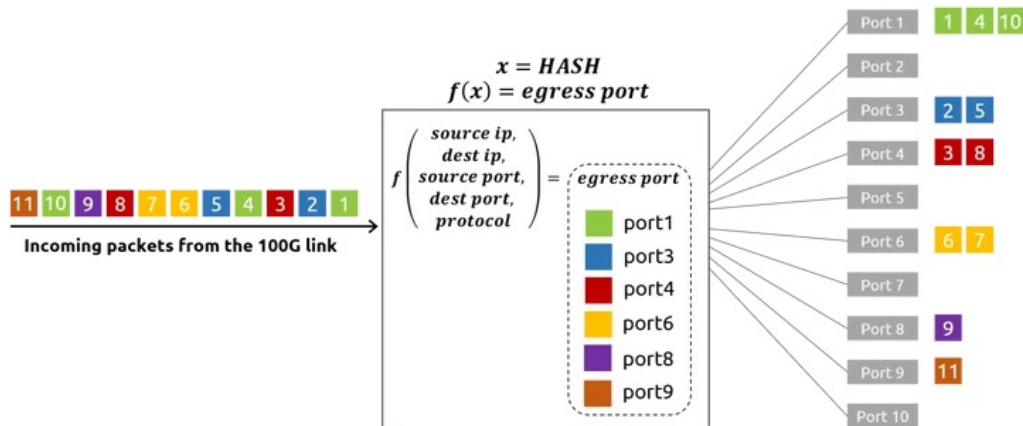 x = HASH
f(x) = egress port
f
source ip,
dest ip,
source port,
dest port,
protocol
=
egress port
port1
port3
port4
port6
port8
port9
11 10 9 8 7 6 5 4 3 2 1
Incoming packets from the 100G link
Port 1 1 4 10
Port 2
Port 3 2 5
Port 4 3 8
Port 5
Port 6 6 7
Port 7
Port 8 9
Port 9 11
Port 10